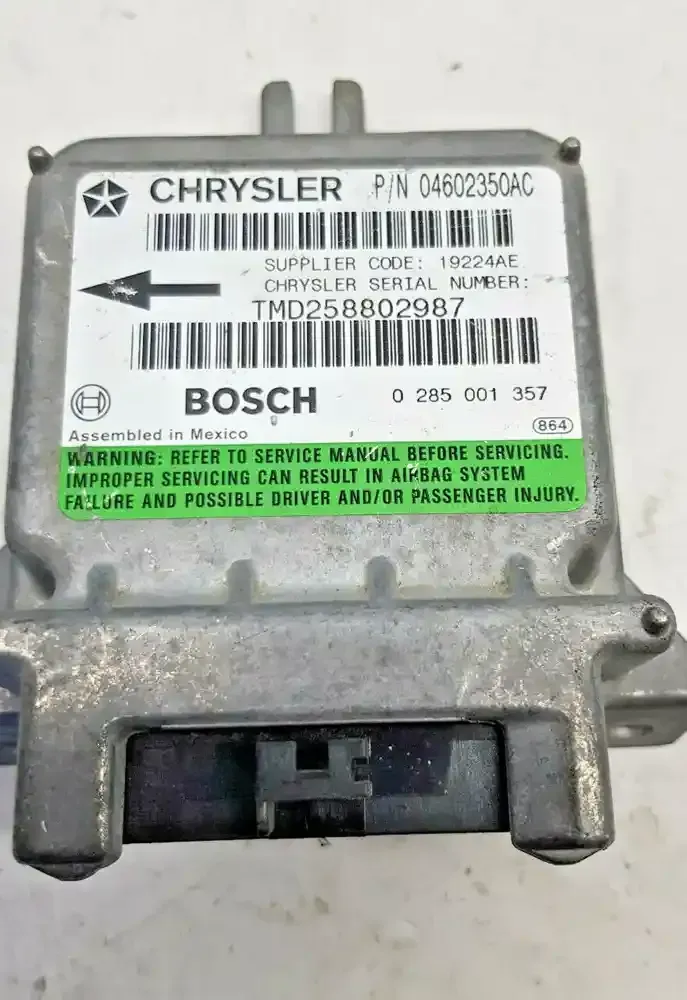 CHRYSLER P/N 04602350AC
SUPPLIER CODE: 19224AE
CHRYSLER SERIAL NUMBER:
TMD258802987
BOSCH 0 285 001 357
Assembled in Mexico 864
WARNING: REFER TO SERVICE MANUAL BEFORE SERVICING.
IMPROPER SERVICING CAN RESULT IN AIRBAG SYSTEM
FAILURE AND POSSIBLE DRIVER AND/OR PASSENGER INJURY.